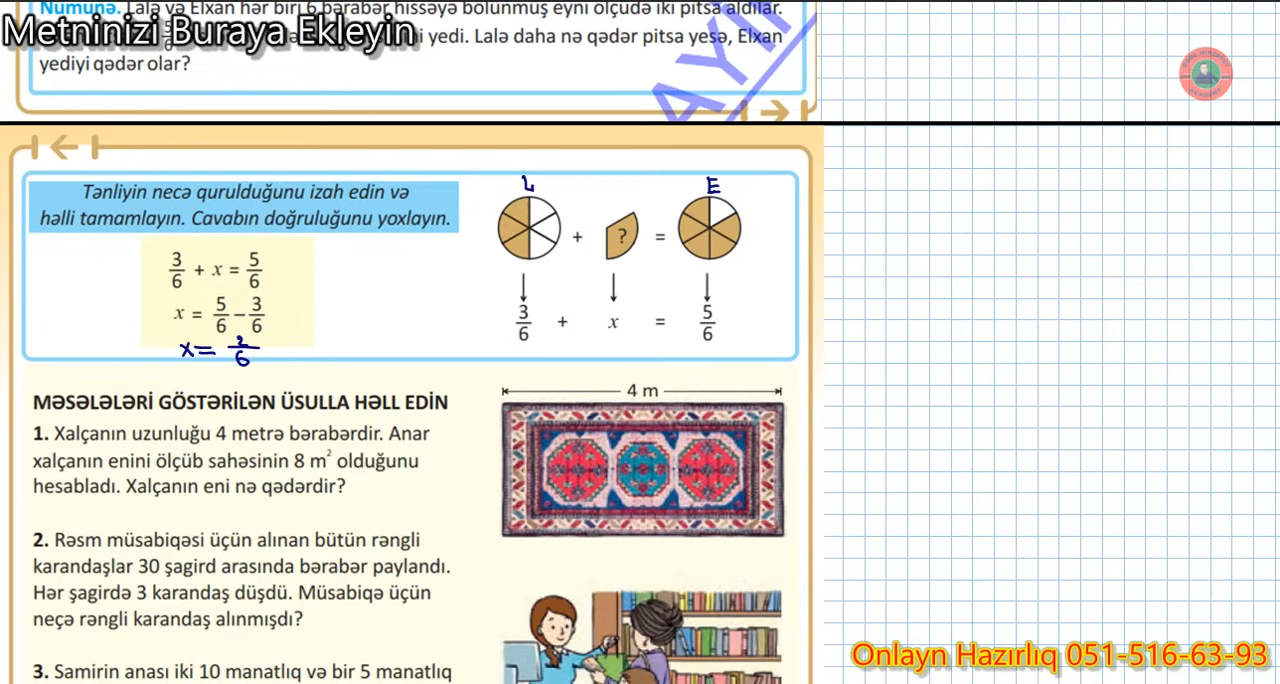 Nümunə. Lalə və Elxan hər biri 6 bərabər hissəyə bölünmüş eyni ölçüdə iki pitsa aldılar.
Metninizi Buraya Ekleyin
yedi. Lalə daha nə qədər pitsa yesə, Elxan
yediyi qədər olar?
AYIN
Tənliyin necə qurulduğunu izah edin və
həlli tamamlayın. Cavabın doğruluğunu yoxlayın.
3/6 + x = 5/6
x = 5/6 − 3/6
x = 2/6
L E
+ ? =
3/6 + x = 5/6
MƏSƏLƏLƏRİ GÖSTƏRİLƏN ÜSULLA HƏLL EDİN
4 m
1. Xalçanın uzunluğu 4 metrə bərabərdir. Anar
xalçanın enini ölçüb sahəsinin 8 m² olduğunu
hesabladı. Xalçanın eni nə qədərdir?
2. Rəsm müsabiqəsi üçün alınan bütün rəngli
karandaşlar 30 şagird arasında bərabər paylandı.
Hər şagirdə 3 karandaş düşdü. Müsabiqə üçün
neçə rəngli karandaş alınmışdı?
3. Samirin anası iki 10 manatlıq və bir 5 manatlıq
Onlayn Hazırlıq 051-516-63-93